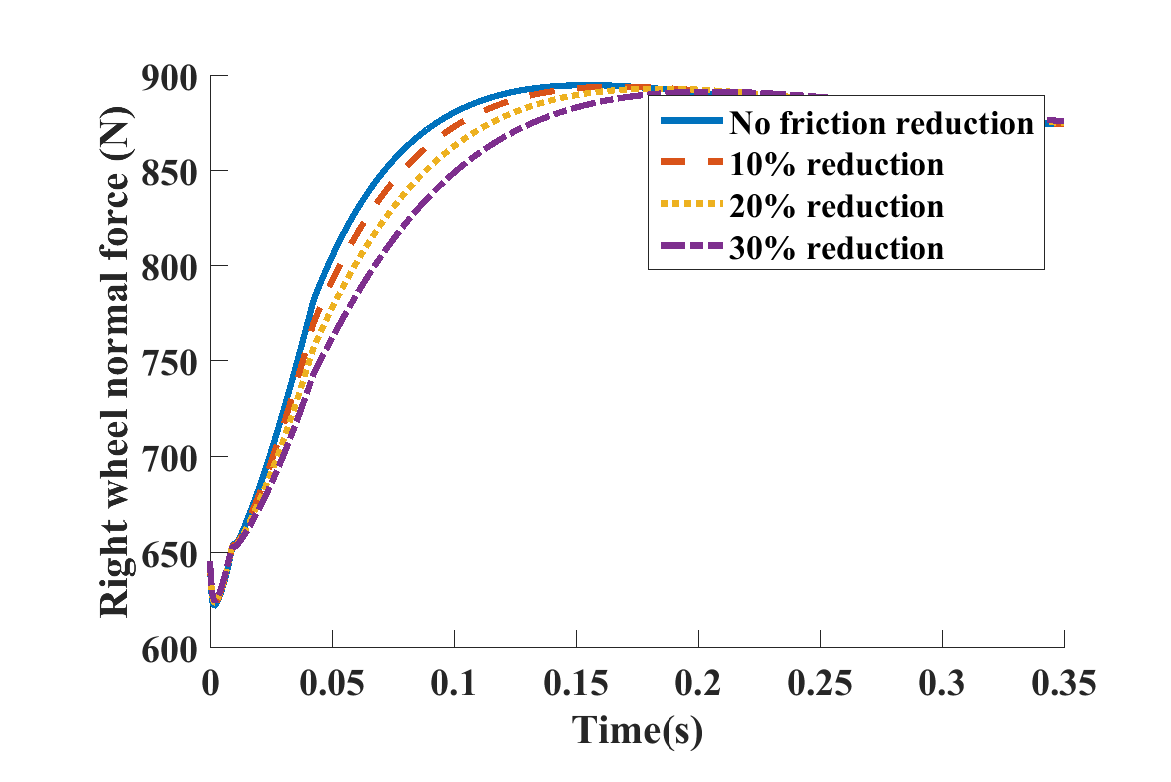 Right wheel normal force (N)
900
850
800
750
700
650
600
No friction reduction
10% reduction
20% reduction
30% reduction
0 0.05 0.1 0.15 0.2 0.25 0.3 0.35
Time(s)